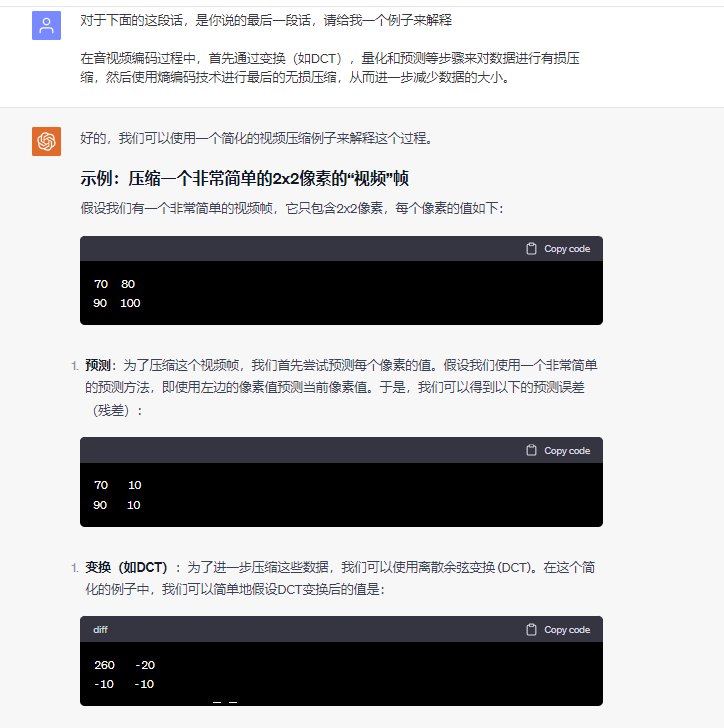 对于下面的这段话，是你说的最后一段话，请给我一个例子来解释
在音视频编码过程中，首先通过变换（如DCT），量化和预测等步骤来对数据进行有损压
缩，然后使用熵编码技术进行最后的无损压缩，从而进一步减少数据的大小。
好的，我们可以使用一个简化的视频压缩例子来解释这个过程。
示例：压缩一个非常简单的2x2像素的“视频”帧
假设我们有一个非常简单的视频帧，它只包含2x2像素，每个像素的值如下：
Copy code
70 80
90 100
1. 预测：为了压缩这个视频帧，我们首先尝试预测每个像素的值。假设我们使用一个非常简单
的预测方法，即使用左边的像素值预测当前像素值。于是，我们可以得到以下的预测误差
（残差）：
Copy code
70 10
90 10
1. 变换（如DCT）：为了进一步压缩这些数据，我们可以使用离散余弦变换(DCT)。在这个简
化的例子中，我们可以简单地假设DCT变换后的值是：
diff Copy code
260 -20
-10 -10